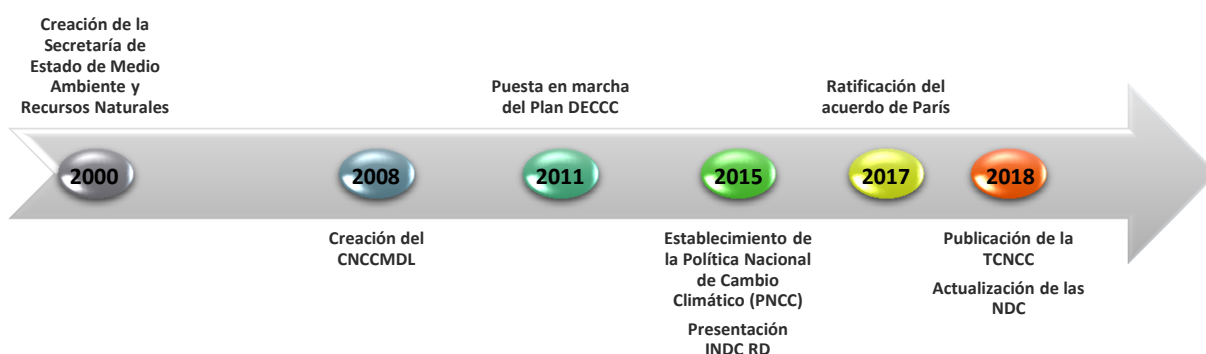 Creación de la
Secretaría de
Estado de Medio
Ambiente y
Recursos Naturales
Puesta en marcha
del Plan DECCC
Ratificación del
acuerdo de París
2000
2008
2011
2015
2017
2018
Creación del
CNCCMDL
Establecimiento de
la Política Nacional
de Cambio
Climático (PNCC)
Presentación
INDC RD
Publicación de la
TCNCC
Actualización de las
NDC